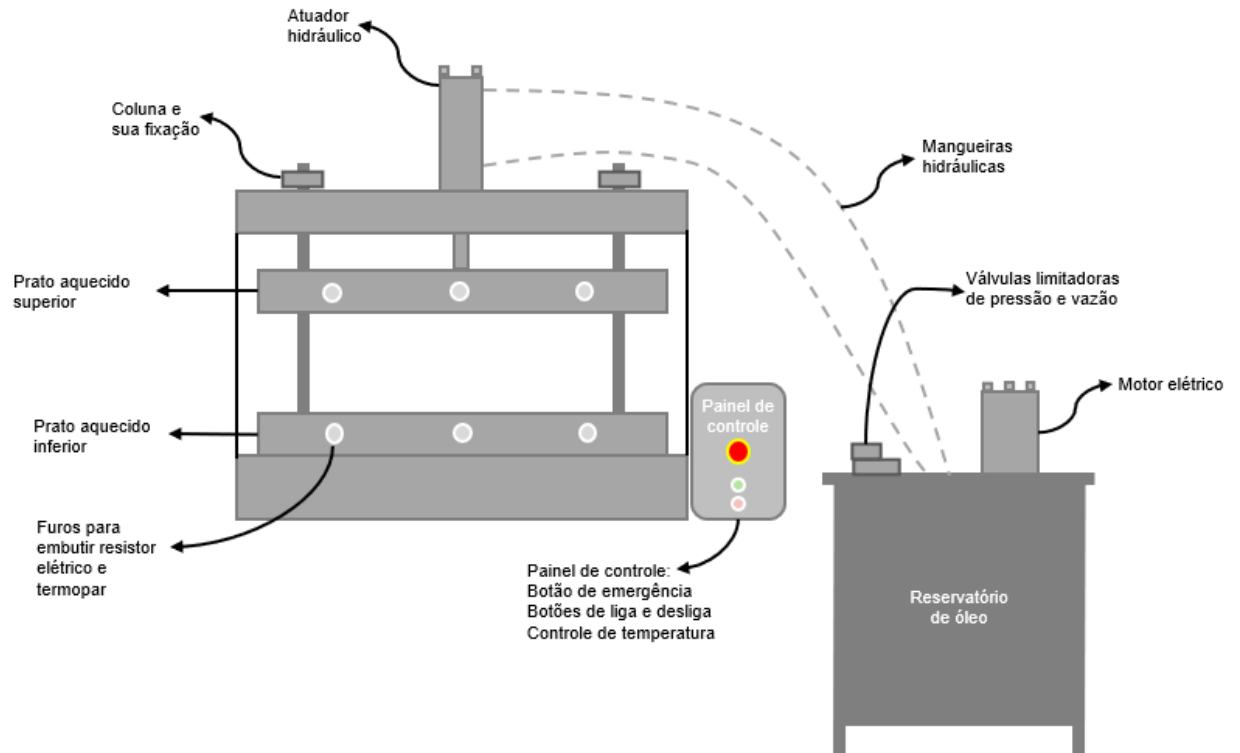 Atuador
hidráulico
Coluna e
sua fixação
Mangueiras
hidráulicas
Prato aquecido
superior
Válvulas limitadoras
de pressão e vazão
Motor elétrico
Painel de
controle
Prato aquecido
inferior
Furos para
embutir resistor
elétrico e
termopar
Painel de controle:
Botão de emergência
Botões de liga e desliga
Controle de temperatura
Reservatório
de óleo